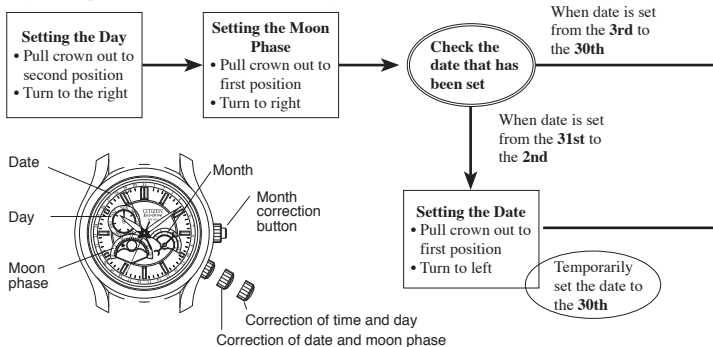 Setting the Day
• Pull crown out to
second position
• Turn to the right
Setting the Moon
Phase
• Pull crown out to
first position
• Turn to right
Check the
date that has
been set
When date is set
from the 3rd to
the 30th
When date is set
from the 31st to
the 2nd
Setting the Date
• Pull crown out to
first position
• Turn to left
Temporarily
set the date to
the 30th
Date
Day
Moon
phase
Month
Month
correction
button
CITIZEN
Eco-Drive
Correction of time and day
Correction of date and moon phase